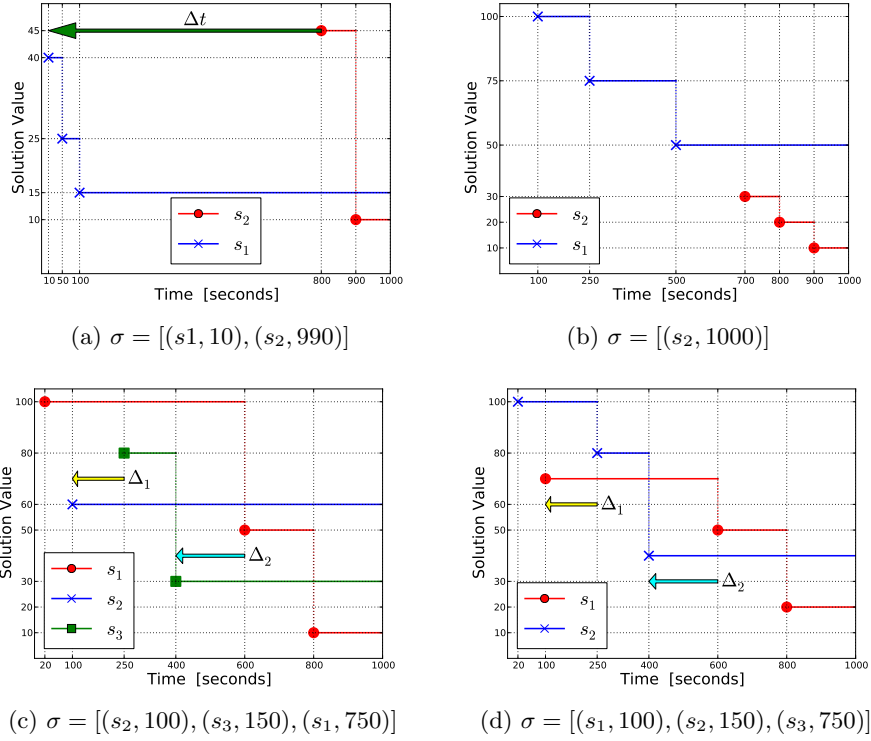 Δt
45
40
25
15
10
Solution Value
s₂
s₁
10 50 100 800 900 1000
Time [seconds]
(a) σ = [(s1, 10), (s₂, 990)]
100
75
50
30
20
10
Solution Value
s₂
s₁
100 250 500 700 800 900 1000
Time [seconds]
(b) σ = [(s₂, 1000)]
100
80
60
50
30
20
10
Solution Value
Δ₁
Δ₂
s₁
s₂
s₃
20 100 250 400 600 800 1000
Time [seconds]
(c) σ = [(s₂, 100), (s₃, 150), (s₁, 750)]
100
80
70
60
50
40
30
20
10
Solution Value
Δ₁
Δ₂
s₁
s₂
20 100 250 400 600 800 1000
Time [seconds]
(d) σ = [(s₁, 100), (s₂, 150), (s₃, 750)]